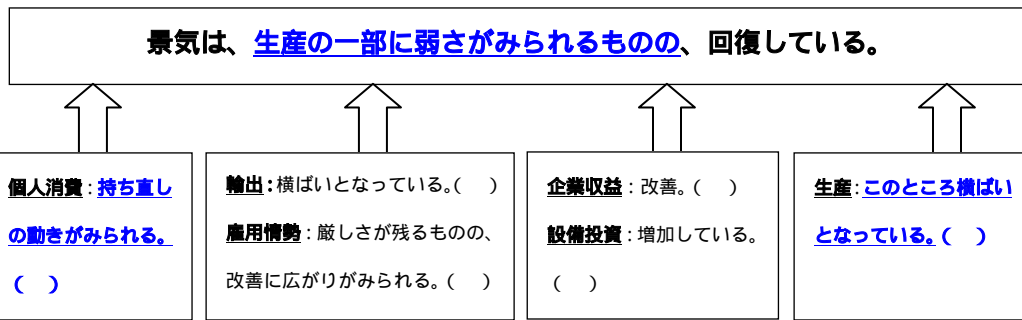 景気は、生産の一部に弱さがみられるものの、回復している。
個人消費：持ち直し
の動きがみられる。
(　)
輸出：横ばいとなっている。(　)
雇用情勢：厳しさが残るものの、
改善に広がりがみられる。(　)
企業収益：改善。(　)
設備投資：増加している。
(　)
生産：このところ横ばい
となっている。(　)